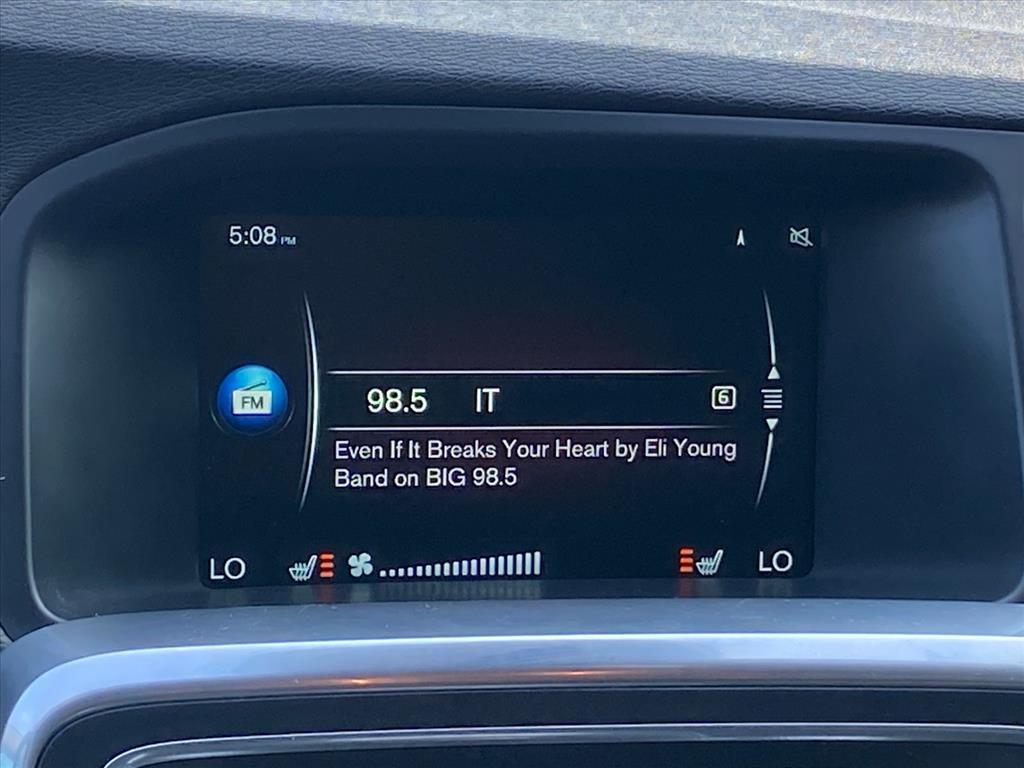 5:08 PM
FM
98.5 IT 6
Even If It Breaks Your Heart by Eli Young
Band on BIG 98.5
LO LO